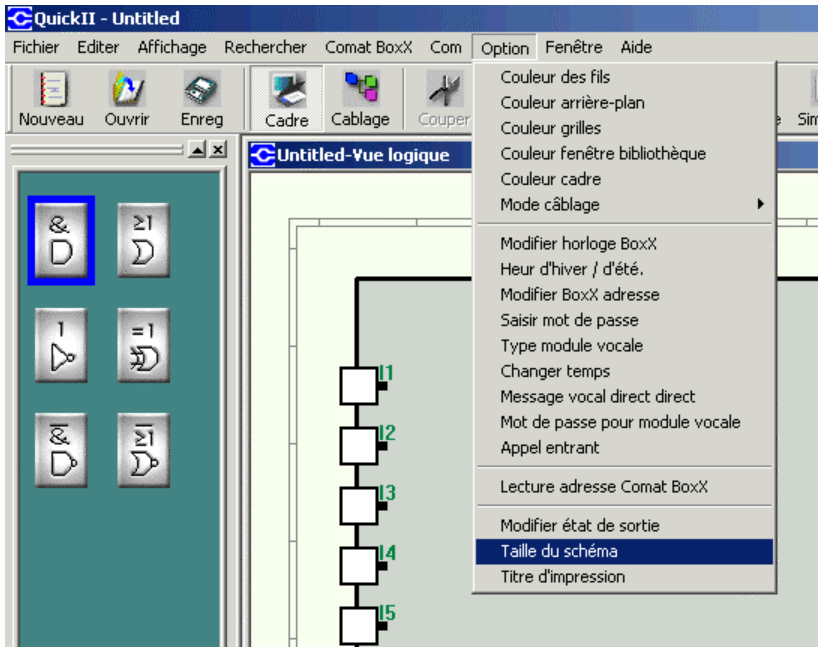 QuickII - Untitled
Fichier Editer Affichage Rechercher Comat BoxX Com Option Fenêtre Aide
Nouveau Ouvrir Enreg Cadre Cablage Couper
Untitled-Vue logique
Couleur des fils
Couleur arrière-plan
Couleur grilles
Couleur fenêtre bibliothèque
Couleur cadre
Mode câblage
Modifier horloge BoxX
Heur d'hiver / d'été.
Modifier BoxX adresse
Saisir mot de passe
Type module vocale
Changer temps
Message vocal direct direct
Mot de passe pour module vocale
Appel entrant
Lecture adresse Comat BoxX
Modifier état de sortie
Taille du schéma
Titre d'impression
& ≥1
1 =1
& ≥1
I1
I2
I3
I4
I5